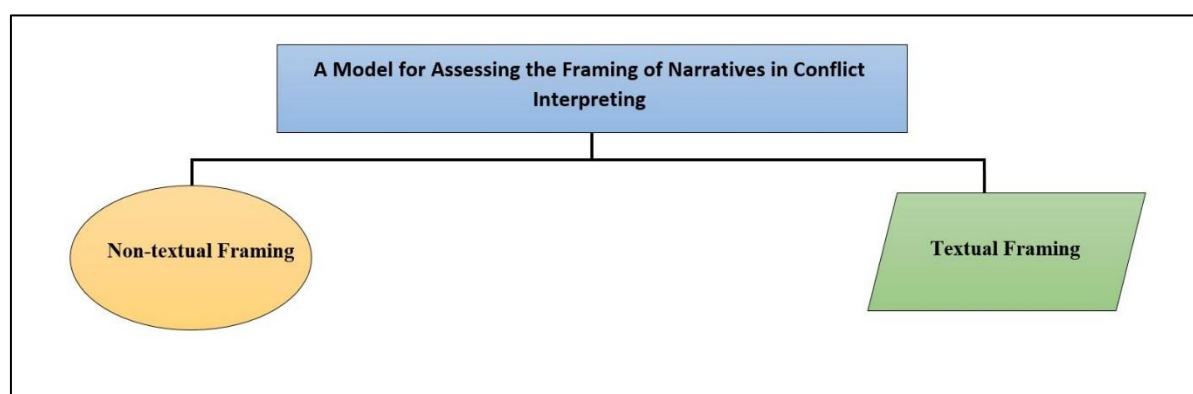 A Model for Assessing the Framing of Narratives in Conflict
Interpreting
Non-textual Framing
Textual Framing